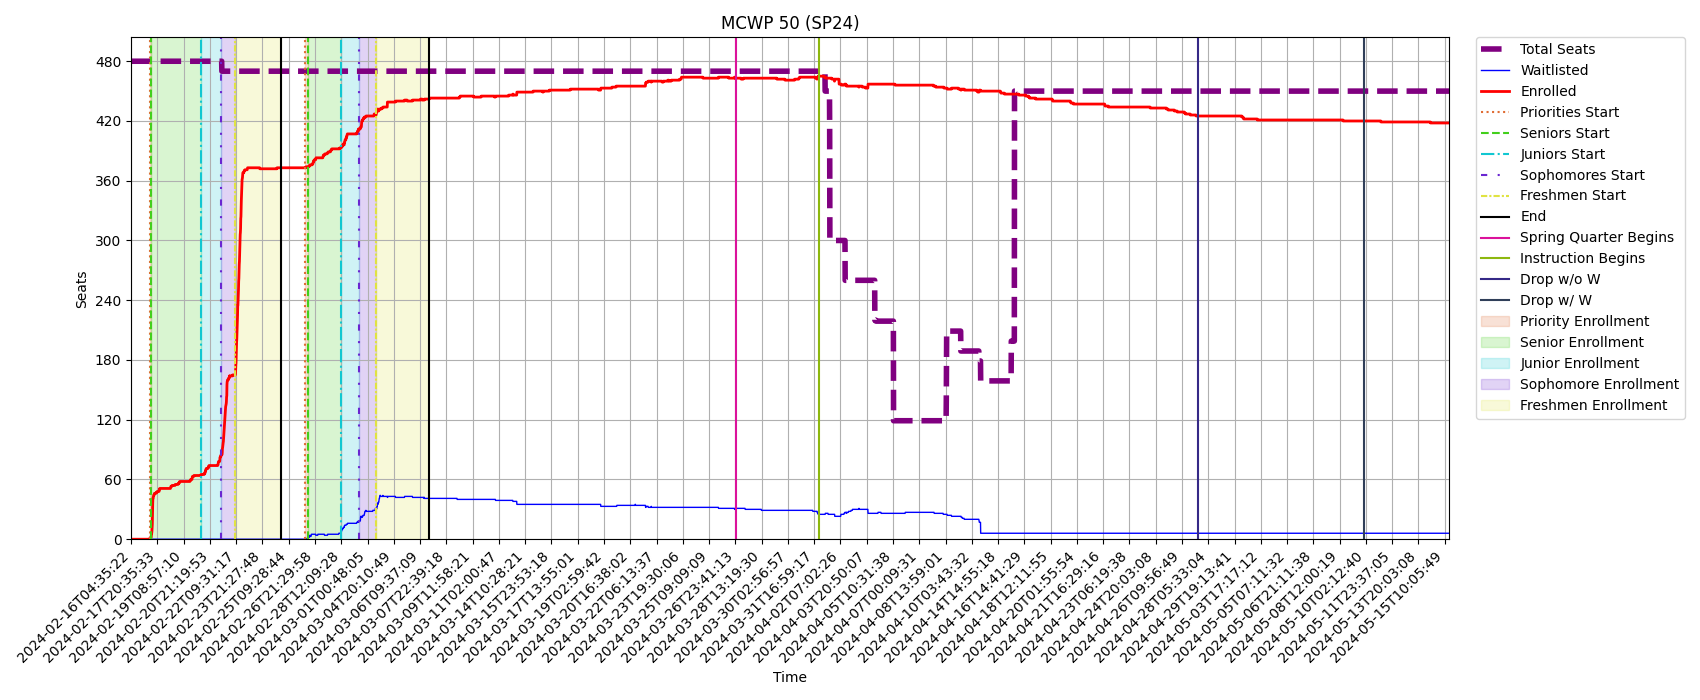 MCWP 50 (SP24)
Seats
480
420
360
300
240
180
120
60
0
2024-02-16T04:35:22
2024-02-17T20:35:33
2024-02-19T08:57:10
2024-02-20T21:19:53
2024-02-22T09:31:17
2024-02-23T21:27:48
2024-02-25T09:28:44
2024-02-26T21:29:58
2024-02-28T12:09:28
2024-03-01T00:48:05
2024-03-04T20:10:49
2024-03-06T09:37:09
2024-03-07T22:39:18
2024-03-09T11:58:21
2024-03-11T02:00:47
2024-03-14T10:28:21
2024-03-15T23:53:18
2024-03-17T13:55:01
2024-03-19T02:59:42
2024-03-20T16:38:02
2024-03-22T06:13:37
2024-03-23T19:30:06
2024-03-25T09:09:09
2024-03-26T23:41:13
2024-03-28T13:19:30
2024-03-30T02:56:57
2024-03-31T16:59:17
2024-04-02T07:02:26
2024-04-03T20:50:07
2024-04-05T10:31:38
2024-04-07T00:09:31
2024-04-08T13:59:01
2024-04-10T03:43:32
2024-04-14T14:55:18
2024-04-16T14:41:29
2024-04-18T12:11:55
2024-04-20T01:55:54
2024-04-21T16:29:16
2024-04-23T06:19:38
2024-04-24T20:03:08
2024-04-26T09:56:49
2024-04-28T05:33:04
2024-04-29T19:13:41
2024-05-03T17:17:12
2024-05-05T07:11:32
2024-05-06T21:11:38
2024-05-08T12:00:19
2024-05-10T02:12:40
2024-05-11T23:37:05
2024-05-13T20:03:08
2024-05-15T10:05:49
Time
Total Seats
Waitlisted
Enrolled
Priorities Start
Seniors Start
Juniors Start
Sophomores Start
Freshmen Start
End
Spring Quarter Begins
Instruction Begins
Drop w/o W
Drop w/ W
Priority Enrollment
Senior Enrollment
Junior Enrollment
Sophomore Enrollment
Freshmen Enrollment